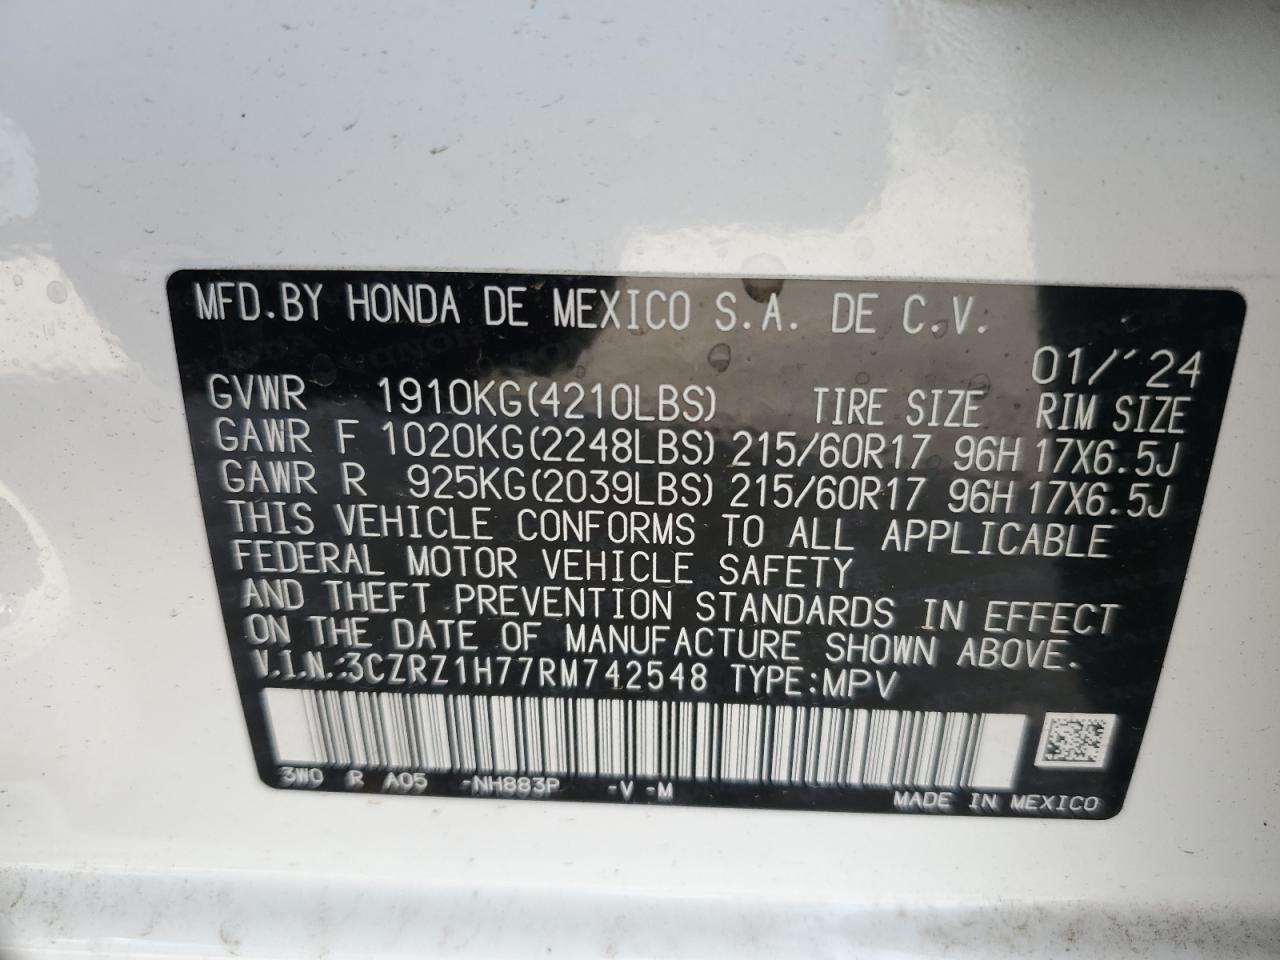 MFD.BY HONDA DE MEXICO S.A. DE C.V.
01/´24
GVWR 1910KG(4210LBS) TIRE SIZE RIM SIZE
GAWR F 1020KG(2248LBS) 215/60R17 96H 17X6.5J
GAWR R 925KG(2039LBS) 215/60R17 96H 17X6.5J
THIS VEHICLE CONFORMS TO ALL APPLICABLE
FEDERAL MOTOR VEHICLE SAFETY
AND THEFT PREVENTION STANDARDS IN EFFECT
ON THE DATE OF MANUFACTURE SHOWN ABOVE.
V.I.N.:3CZRZ1H77RM742548 TYPE:MPV
3W0 R A05 -NH883P -V -M
MADE IN MEXICO